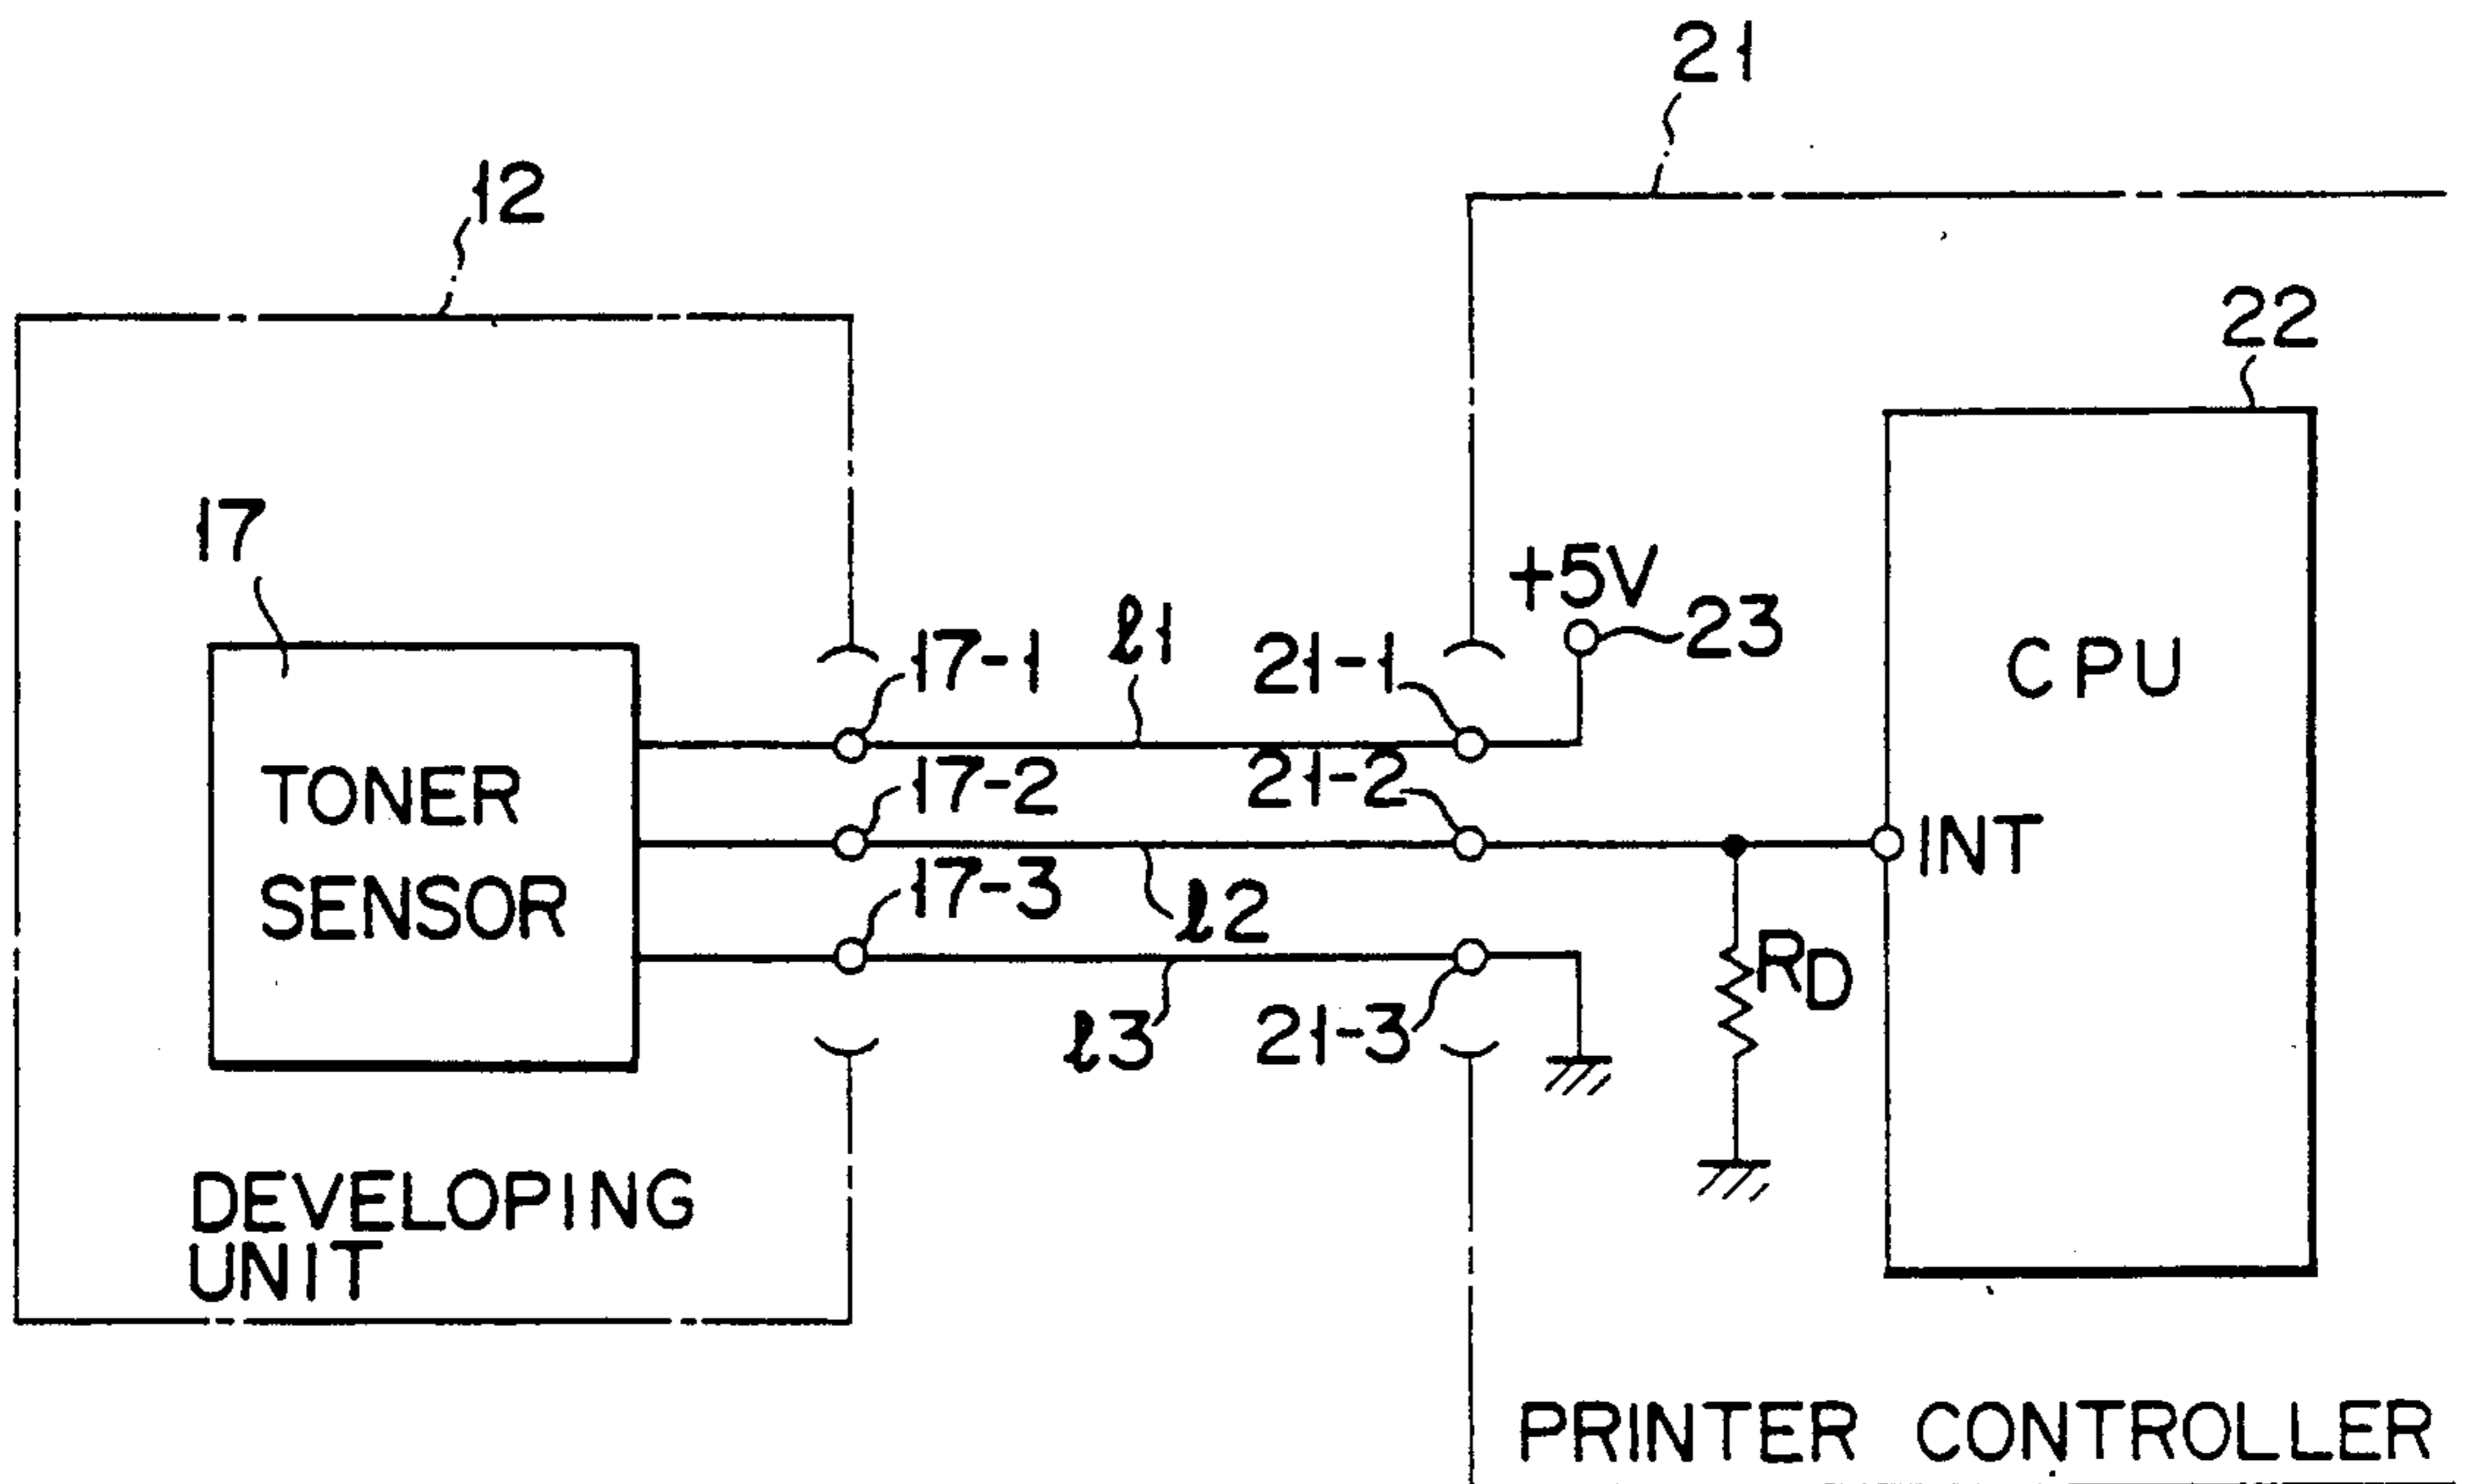 21
12
22
17
+5V
23
17-1
ℓ1
21-1
CPU
TONER
SENSOR
17-2
21-2
INT
17-3
ℓ2
RD
ℓ3
21-3
DEVELOPING
UNIT
PRINTER CONTROLLER